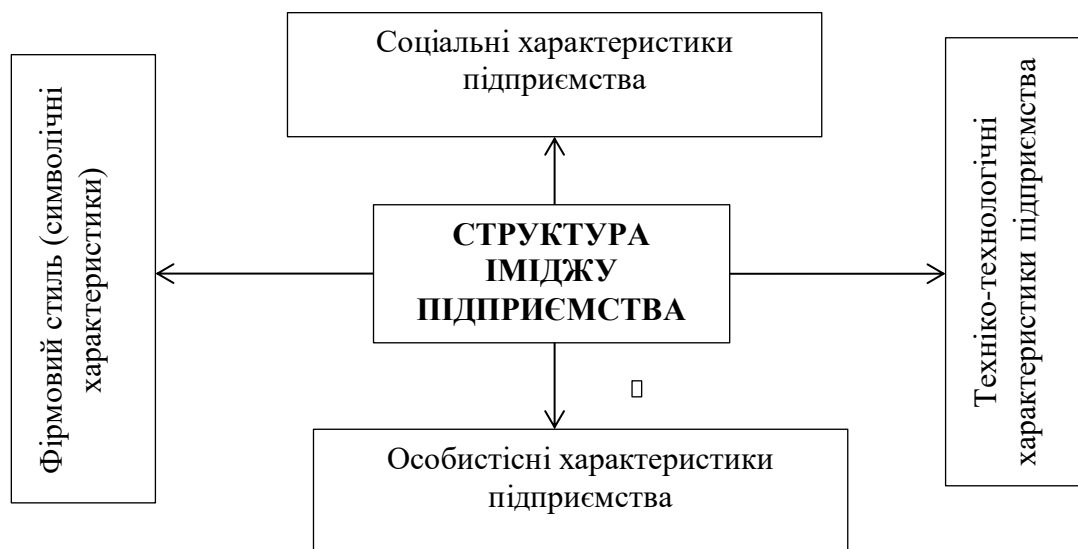 Соціальні характеристики
підприємства
Фірмовий стиль (символічні
характеристики)
СТРУКТУРА
ІМІДЖУ
ПІДПРИЄМСТВА
Техніко-технологічні
характеристики підприємства
Особистісні характеристики
підприємства